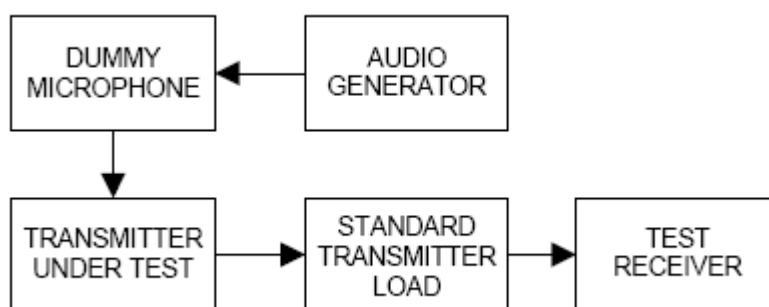 DUMMY
MICROPHONE
AUDIO
GENERATOR
TRANSMITTER
UNDER TEST
STANDARD
TRANSMITTER
LOAD
TEST
RECEIVER